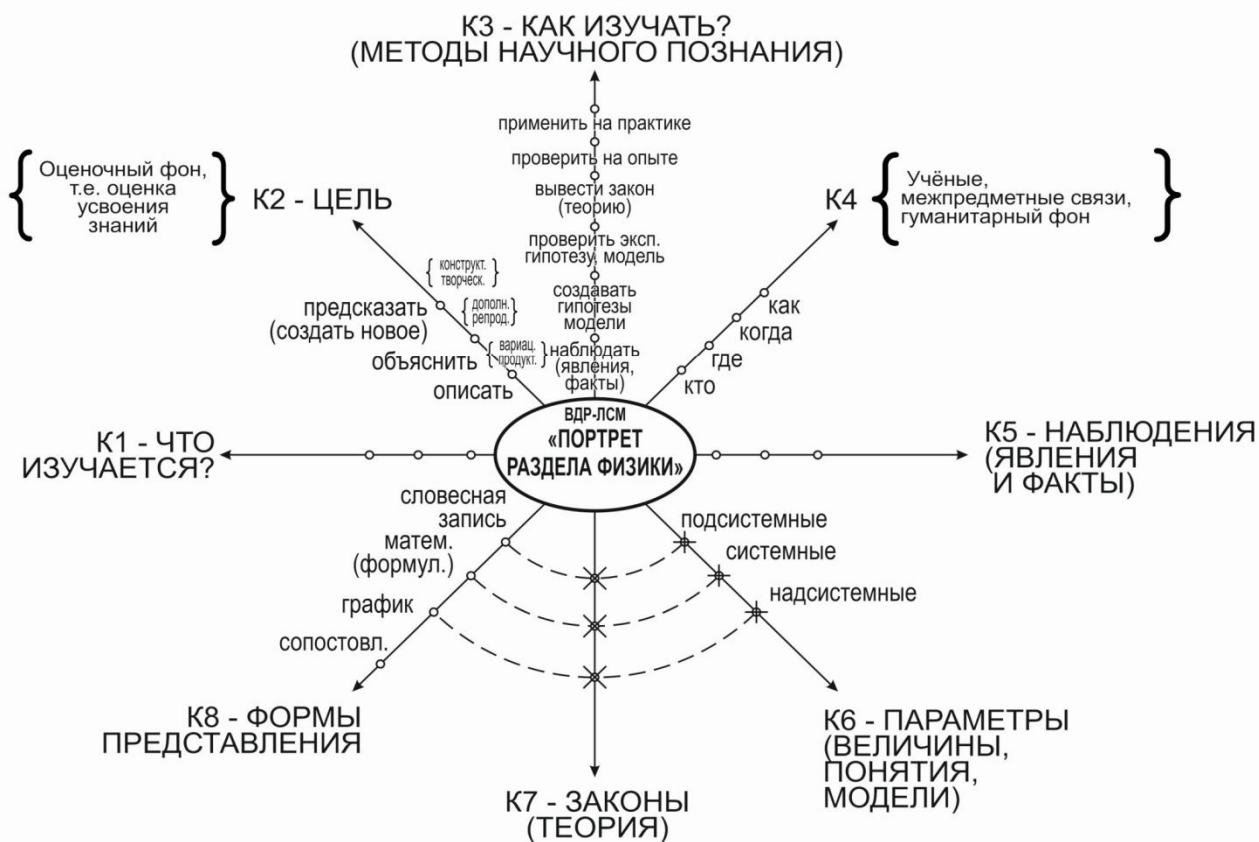 К3 - КАК ИЗУЧАТЬ?
(МЕТОДЫ НАУЧНОГО ПОЗНАНИЯ)
применить на практике
проверить на опыте
вывести закон
(теорию)
проверить эксп.
гипотезу, модель
создавать
гипотезы
модели
наблюдать
(явления,
факты)
Оценочный фон,
т.е. оценка
усвоения
знаний
К2 - ЦЕЛЬ
конструкт.
творческ.
предсказать
(создать новое)
дополн.
репрод.
объяснить
вариац.
продукт.
описать
К4
Учёные,
межпредметные связи,
гуманитарный фон
как
когда
где
кто
К1 - ЧТО
ИЗУЧАЕТСЯ?
ВДР-ЛСМ
«ПОРТРЕТ
РАЗДЕЛА ФИЗИКИ»
К5 - НАБЛЮДЕНИЯ
(ЯВЛЕНИЯ
И ФАКТЫ)
словесная
запись
матем.
(формул.)
график
сопостовл.
К8 - ФОРМЫ
ПРЕДСТАВЛЕНИЯ
подсистемные
системные
надсистемные
К6 - ПАРАМЕТРЫ
(ВЕЛИЧИНЫ,
ПОНЯТИЯ,
МОДЕЛИ)
К7 - ЗАКОНЫ
(ТЕОРИЯ)